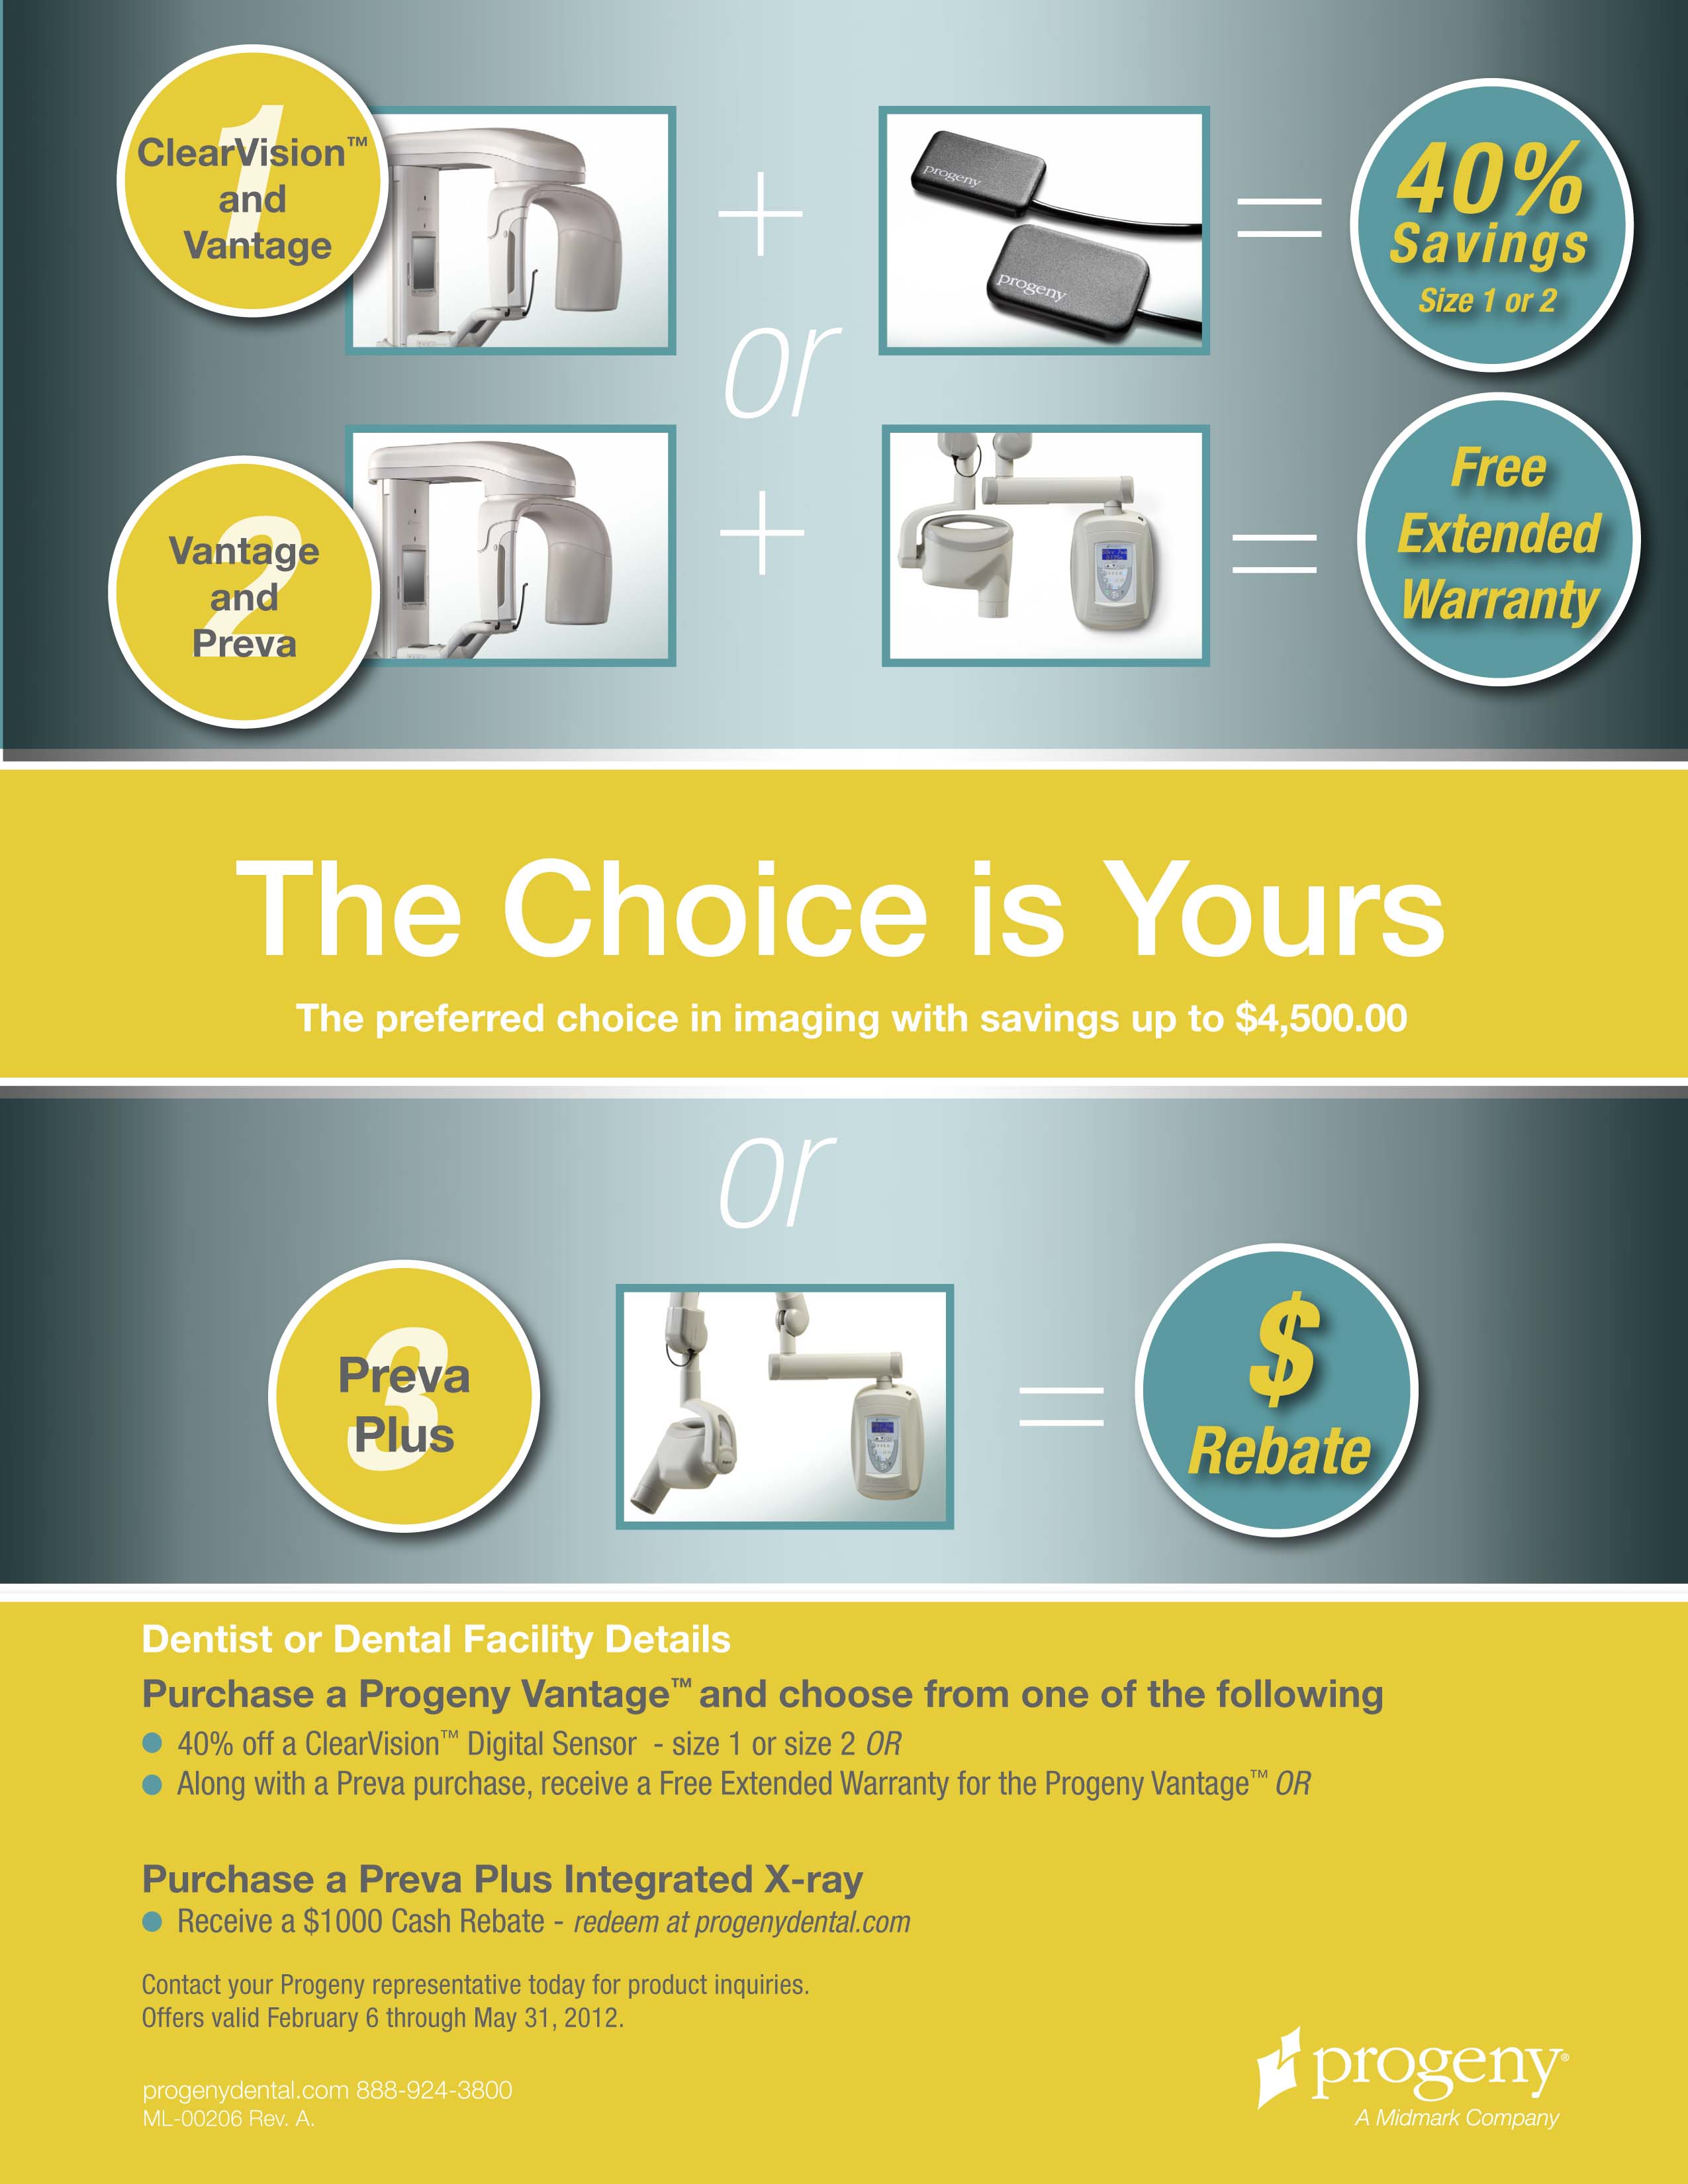 1
ClearVision™
and
Vantage
+
progeny
progeny
=
40%
Savings
Size 1 or 2
or
2
Vantage
and
Preva
+
=
Free
Extended
Warranty
The Choice is Yours
The preferred choice in imaging with savings up to $4,500.00
or
3
Preva
Plus
=
$
Rebate
Dentist or Dental Facility Details
Purchase a Progeny Vantage™ and choose from one of the following
● 40% off a ClearVision™ Digital Sensor - size 1 or size 2 OR
● Along with a Preva purchase, receive a Free Extended Warranty for the Progeny Vantage™ OR
Purchase a Preva Plus Integrated X-ray
● Receive a $1000 Cash Rebate - redeem at progenydental.com
Contact your Progeny representative today for product inquiries.
Offers valid February 6 through May 31, 2012.
progenydental.com 888-924-3800
ML-00206 Rev. A.
progeny®
A Midmark Company